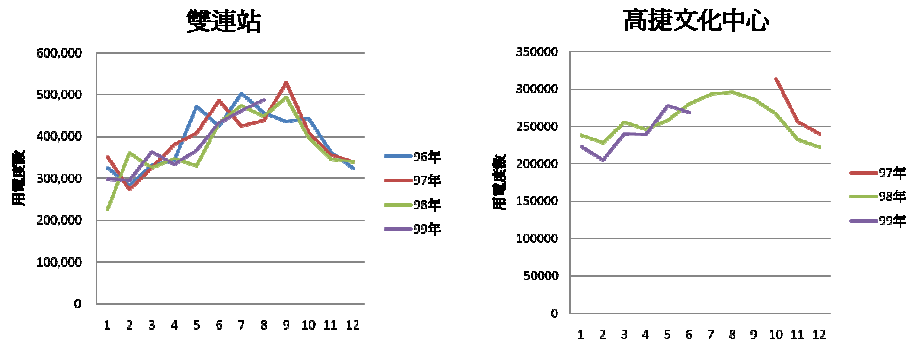 雙連站
600,000
500,000
400,000
300,000
200,000
100,000
0
用電度數
1 2 3 4 5 6 7 8 9 10 11 12
96年
97年
98年
99年
高捷文化中心
350000
300000
250000
200000
150000
100000
50000
0
用電度數
1 2 3 4 5 6 7 8 9 10 11 12
97年
98年
99年